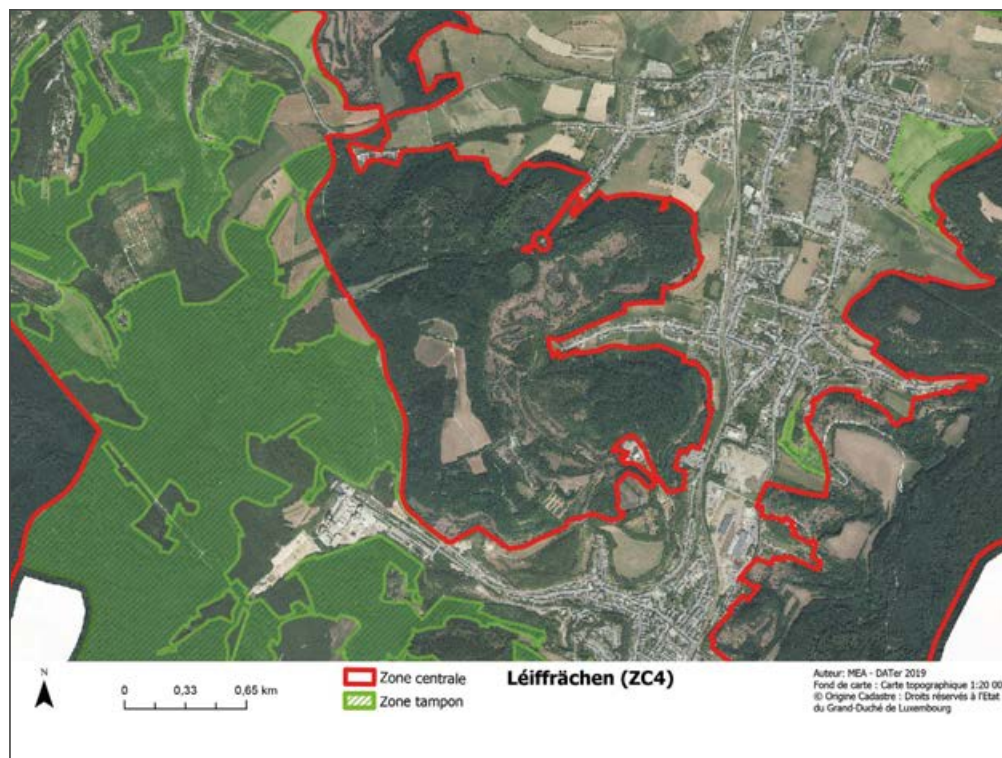 N
0 0,33 0,65 km
Zone centrale
Zone tampon
Léiffrächen (ZC4)
Auteur: MEA - DATer 2019
Fond de carte : Carte topographique 1:20 00
© Origine Cadastre : Droits réservés à l'Etat
du Grand-Duché de Luxembourg